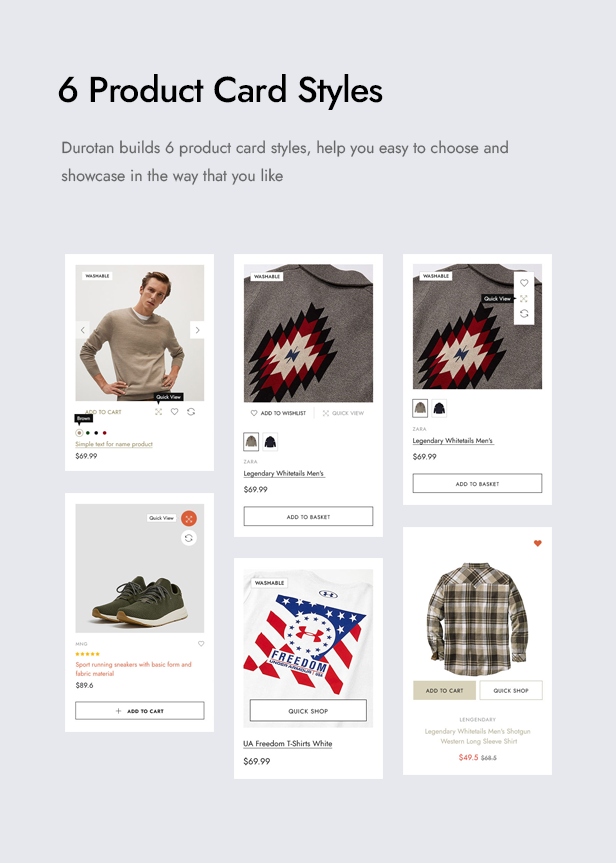 6 Product Card Styles
Durotan builds 6 product card styles, help you easy to choose and
showcase in the way that you like
WASHABLE
Quick View
ADD TO CART
Brown
Simple text for name product
$69.99
Quick View
MNG
Sport running sneakers with basic form and
fabric material
$89.6
ADD TO CART
WASHABLE
ADD TO WISHLIST
QUICK VIEW
ZARA
Legendary Whitetails Men's
$69.99
ADD TO BASKET
WASHABLE
FREEDOM
UNDER ARMOUR | USA
QUICK SHOP
UA Freedom T-Shirts White
$69.99
WASHABLE
Quick View
ZARA
Legendary Whitetails Men's
$69.99
ADD TO BASKET
ADD TO CART
QUICK SHOP
LENGENDARY
Legendary Whitetails Men's Shotgun
Western Long Sleeve Shirt
$49.5 $68.5